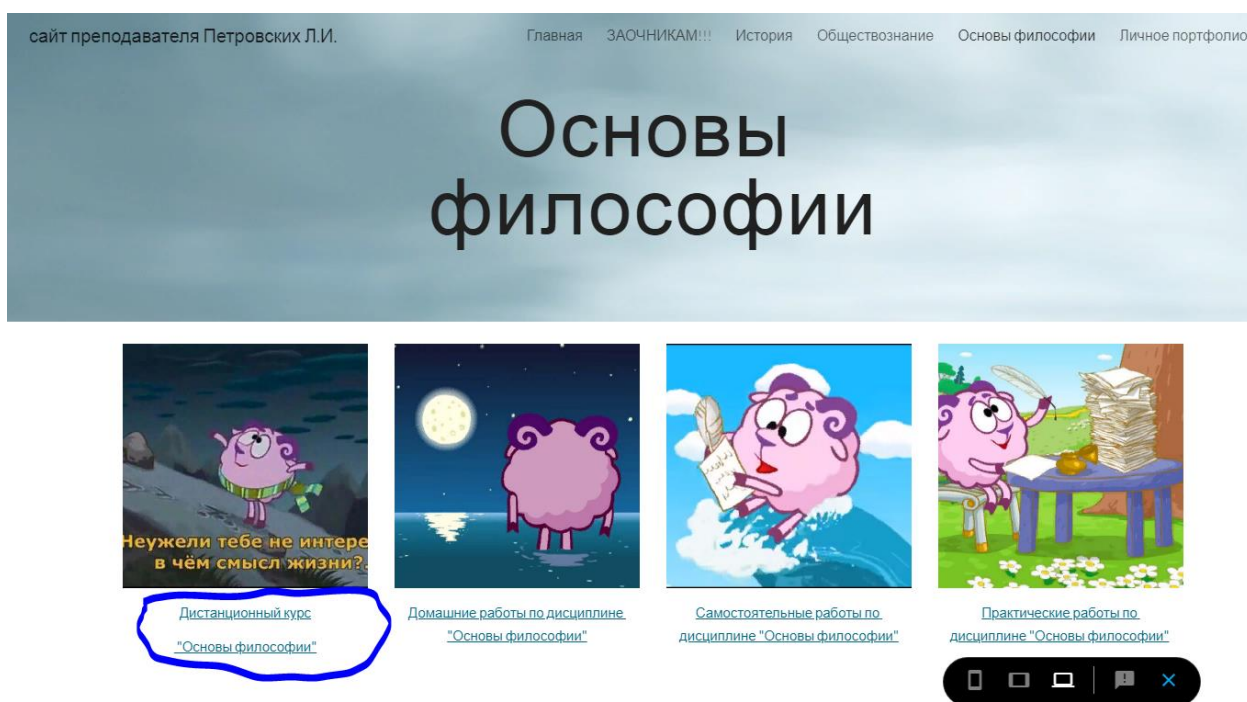 сайт преподавателя Петровских Л.И.
Главная ЗАОЧНИКАМ!!! История Обществознание Основы философии Личное портфолио
Основы
философии
Неужели тебе не интере
в чём смысл жизни?.
Дистанционный курс
"Основы философии"
Домашние работы по дисциплине
"Основы философии"
Самостоятельные работы по
дисциплине "Основы философии"
Практические работы по
дисциплине "Основы философии"